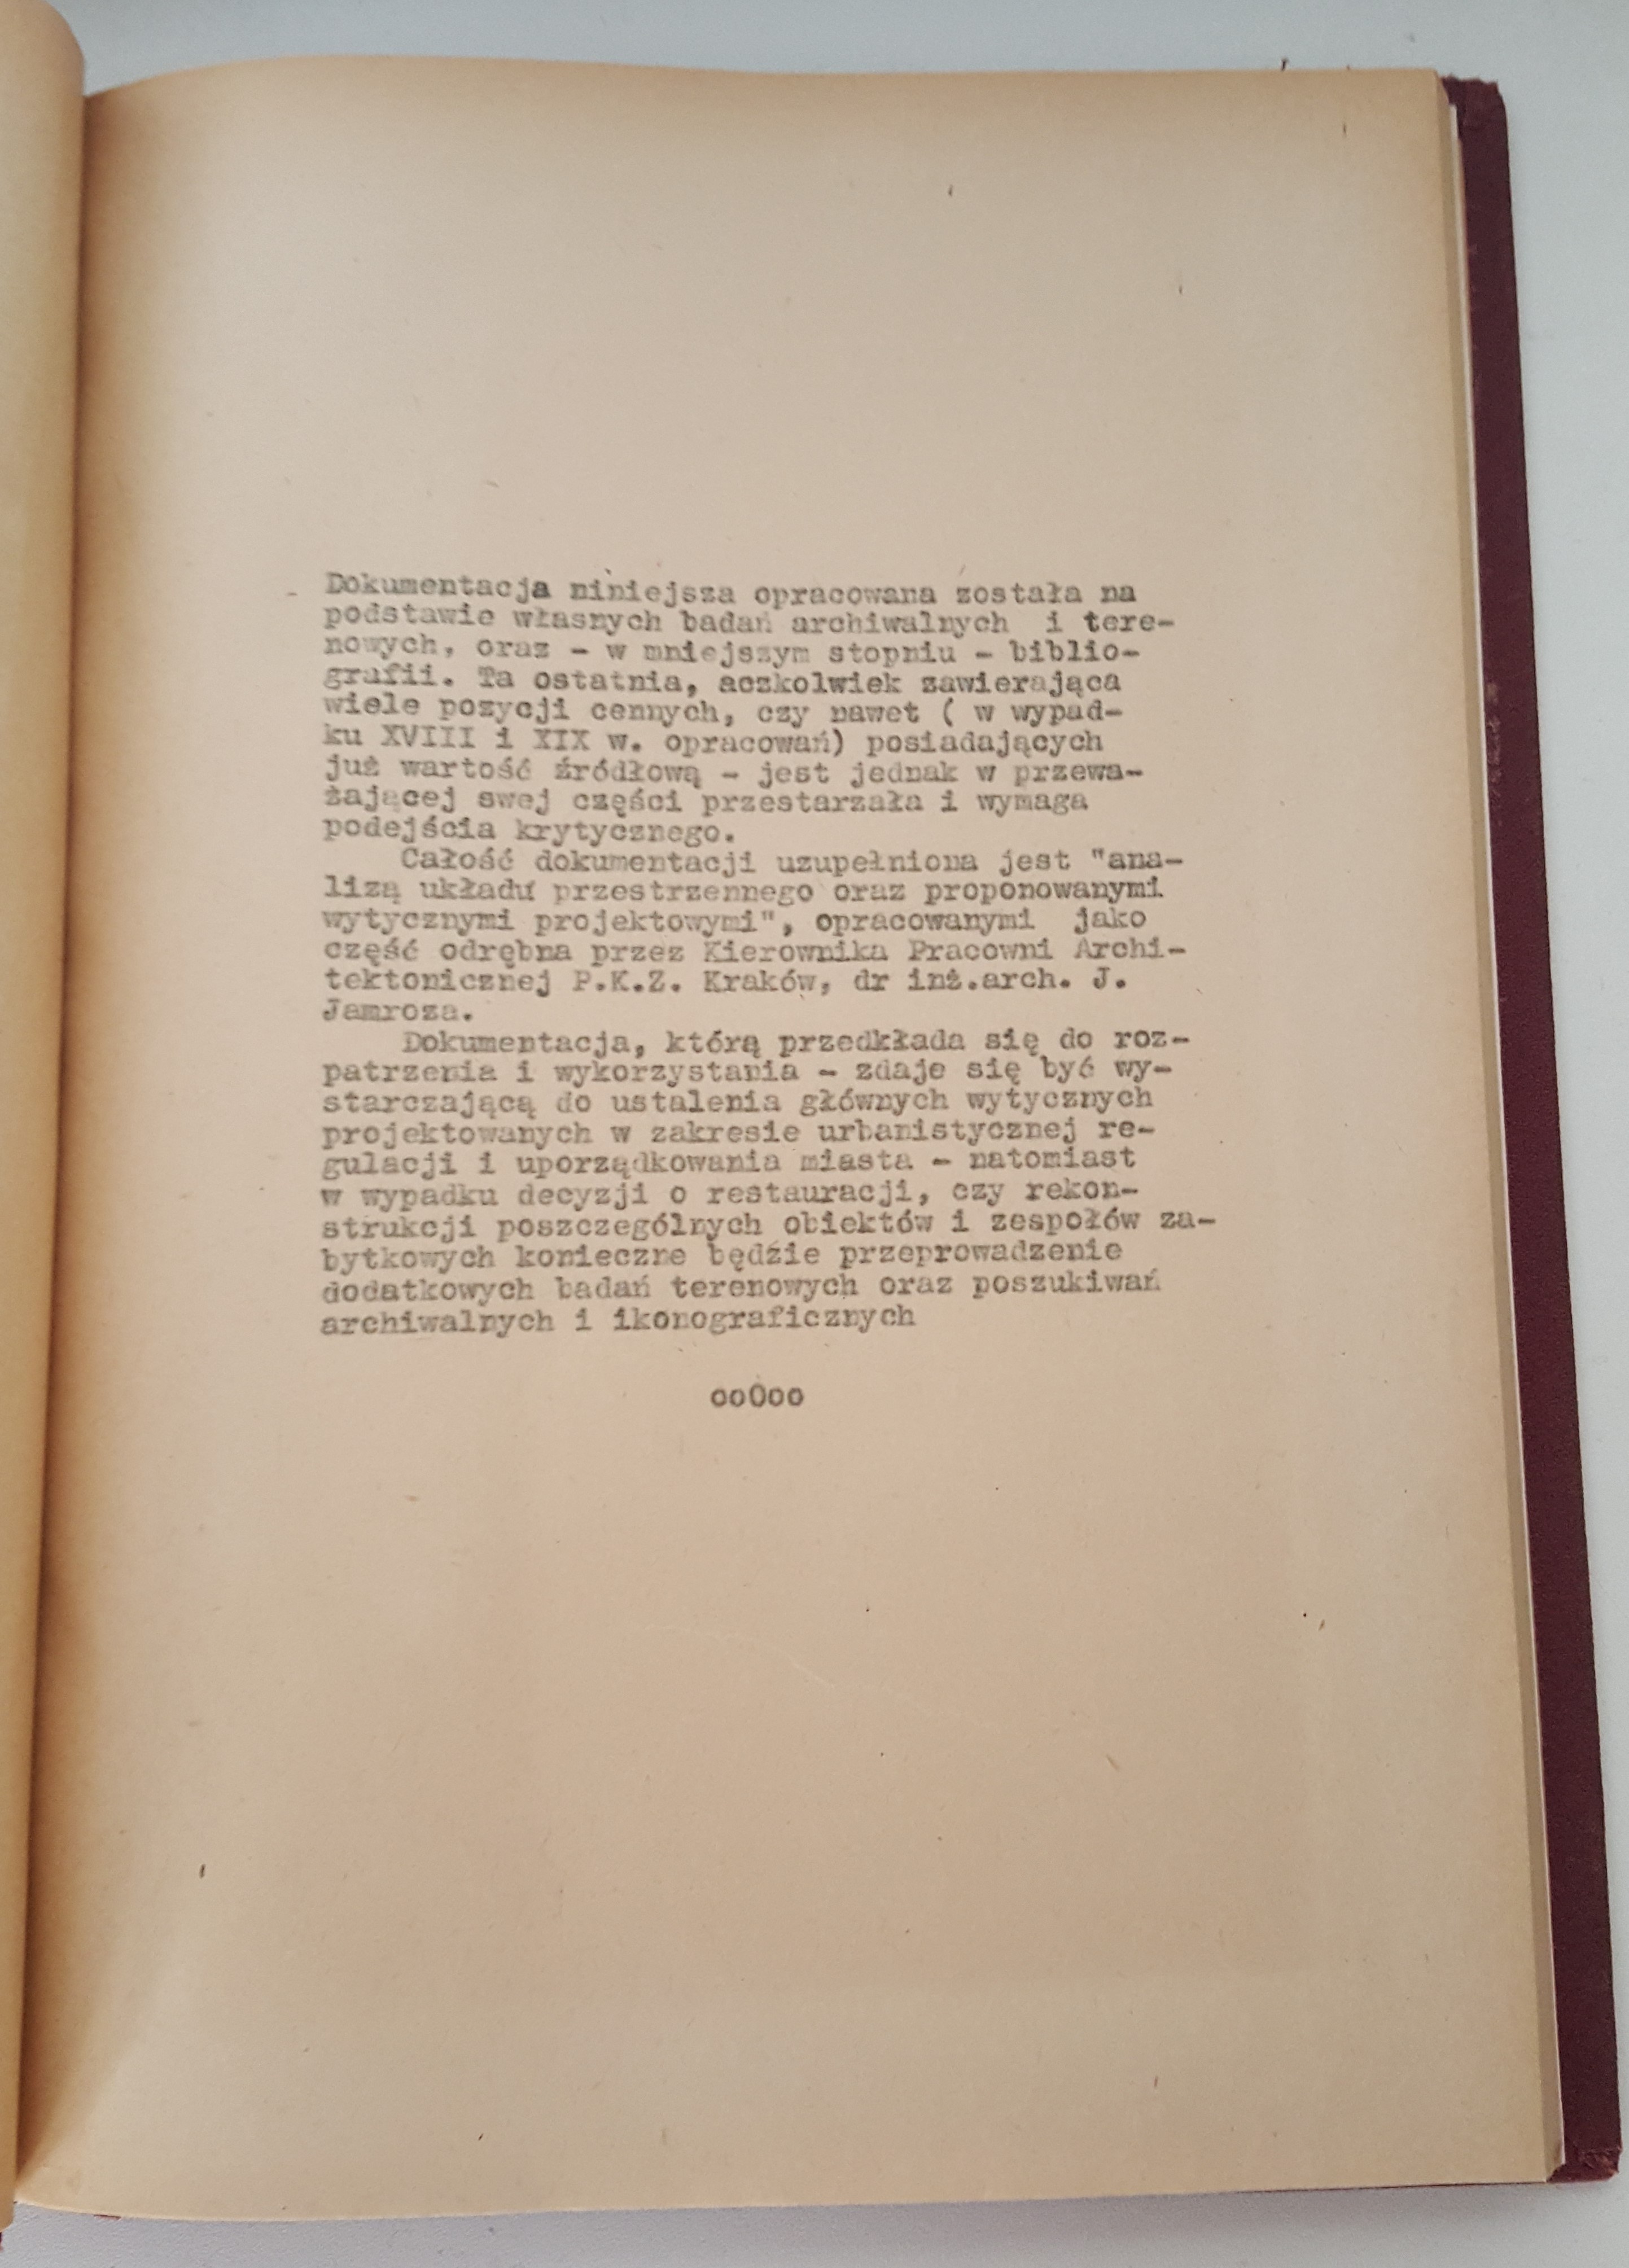 Dokumentacja niniejsza opracowana została na
podstawie własnych badań archiwalnych i tere-
nowych, oraz - w mniejszym stopniu - biblio-
grafii. Ta ostatnia, aczkolwiek zawierająca
wiele pozycji cennych, czy nawet ( w wypad-
ku XVIII i XIX w. opracowań) posiadających
już wartość źródłową - jest jednak w przewa-
żającej swej części przestarzała i wymaga
podejścia krytycznego.
Całość dokumentacji uzupełniona jest "ana-
lizą układu przestrzennego oraz proponowanymi
wytycznymi projektowymi", opracowanymi jako
część odrębna przez Kierownika Pracowni Archi-
tektonicznej P.K.Z. Kraków, dr inż.arch. J.
Jamroza.
Dokumentacja, którą przedkłada się do roz-
patrzenia i wykorzystania - zdaje się być wy-
starczającą do ustalenia głównych wytycznych
projektowanych w zakresie urbanistycznej re-
gulacji i uporządkowania miasta - natomiast
w wypadku decyzji o restauracji, czy rekon-
strukcji poszczególnych obiektów i zespołów za-
bytkowych konieczne będzie przeprowadzenie
dodatkowych badań terenowych oraz poszukiwań
archiwalnych i ikonograficznych
ooOoo